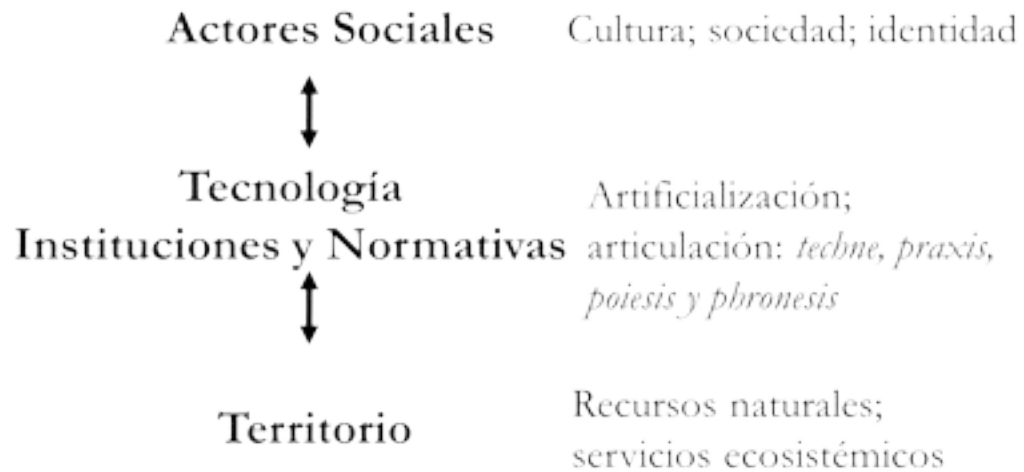 Actores Sociales
Cultura; sociedad; identidad
Tecnología
Instituciones y Normativas
Artificialización;
articulación: techne, praxis,
poiesis y phronesis
Territorio
Recursos naturales;
servicios ecosistémicos